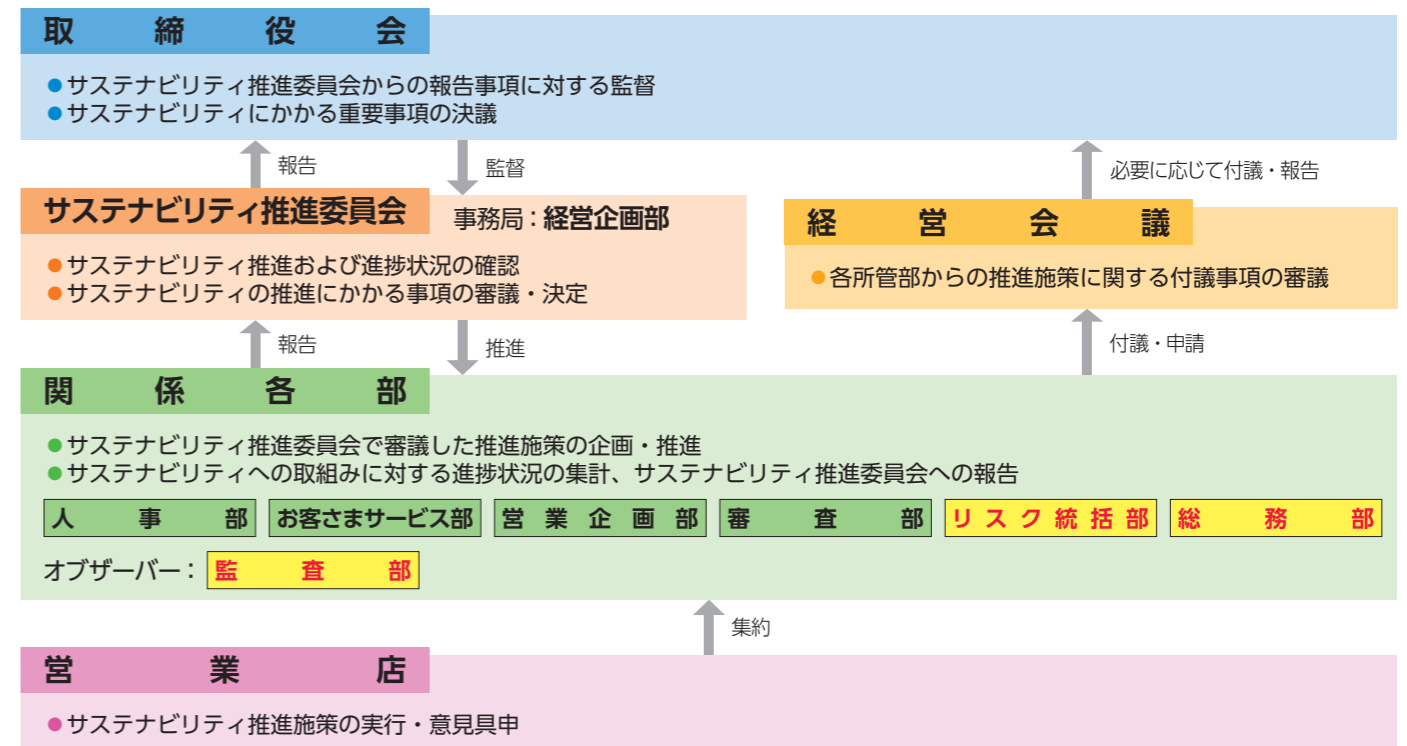 取締役会
●サステナビリティ推進委員会からの報告事項に対する監督
●サステナビリティにかかる重要事項の決議
報告
監督
必要に応じて付議・報告
サステナビリティ推進委員会
事務局：経営企画部
●サステナビリティ推進および進捗状況の確認
●サステナビリティの推進にかかる事項の審議・決定
経営会議
●各所管部からの推進施策に関する付議事項の審議
報告
推進
付議・申請
関係各部
●サステナビリティ推進委員会で審議した推進施策の企画・推進
●サステナビリティへの取組みに対する進捗状況の集計、サステナビリティ推進委員会への報告
人事部 お客さまサービス部 営業企画部 審査部 リスク統括部 総務部
オブザーバー：監査部
集約
営業店
●サステナビリティ推進施策の実行・意見具申